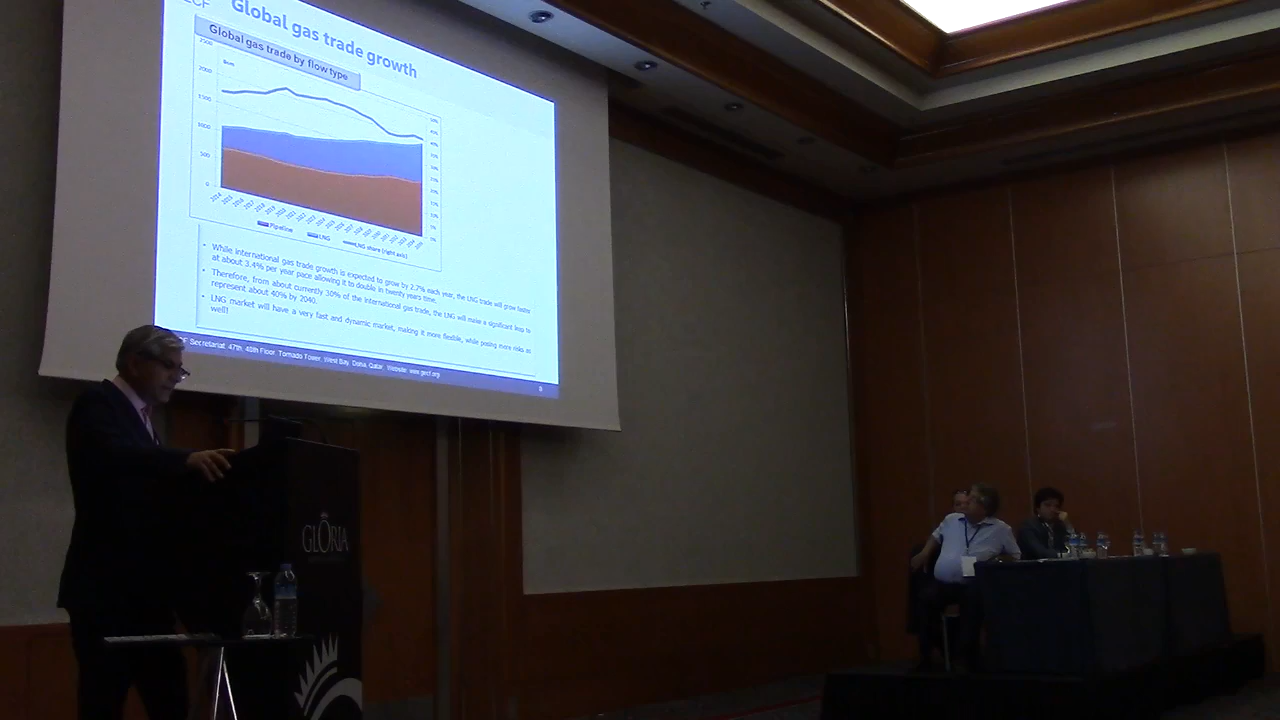 ECF
Global gas trade growth
Global gas trade by flow type
2500
2000
1500
1000
500
0
Pipeline
LNG
LNG share (right axis)
• While international gas trade growth is expected to grow by 2.7% each year, the LNG trade will grow faster
at about 3.4% per year pace allowing it to double in twenty years time.
• Therefore, from about currently 30% of the international gas trade, the LNG will make a significant leap to
represent about 40% by 2040.
• LNG market will have a very fast and dynamic market, making it more flexible, while posing more risks as
well!
Secretariat: 47th, 48th Floor, Tornado Tower, West Bay, Doha, Qatar, Website: www.gecf.org
GLORIA